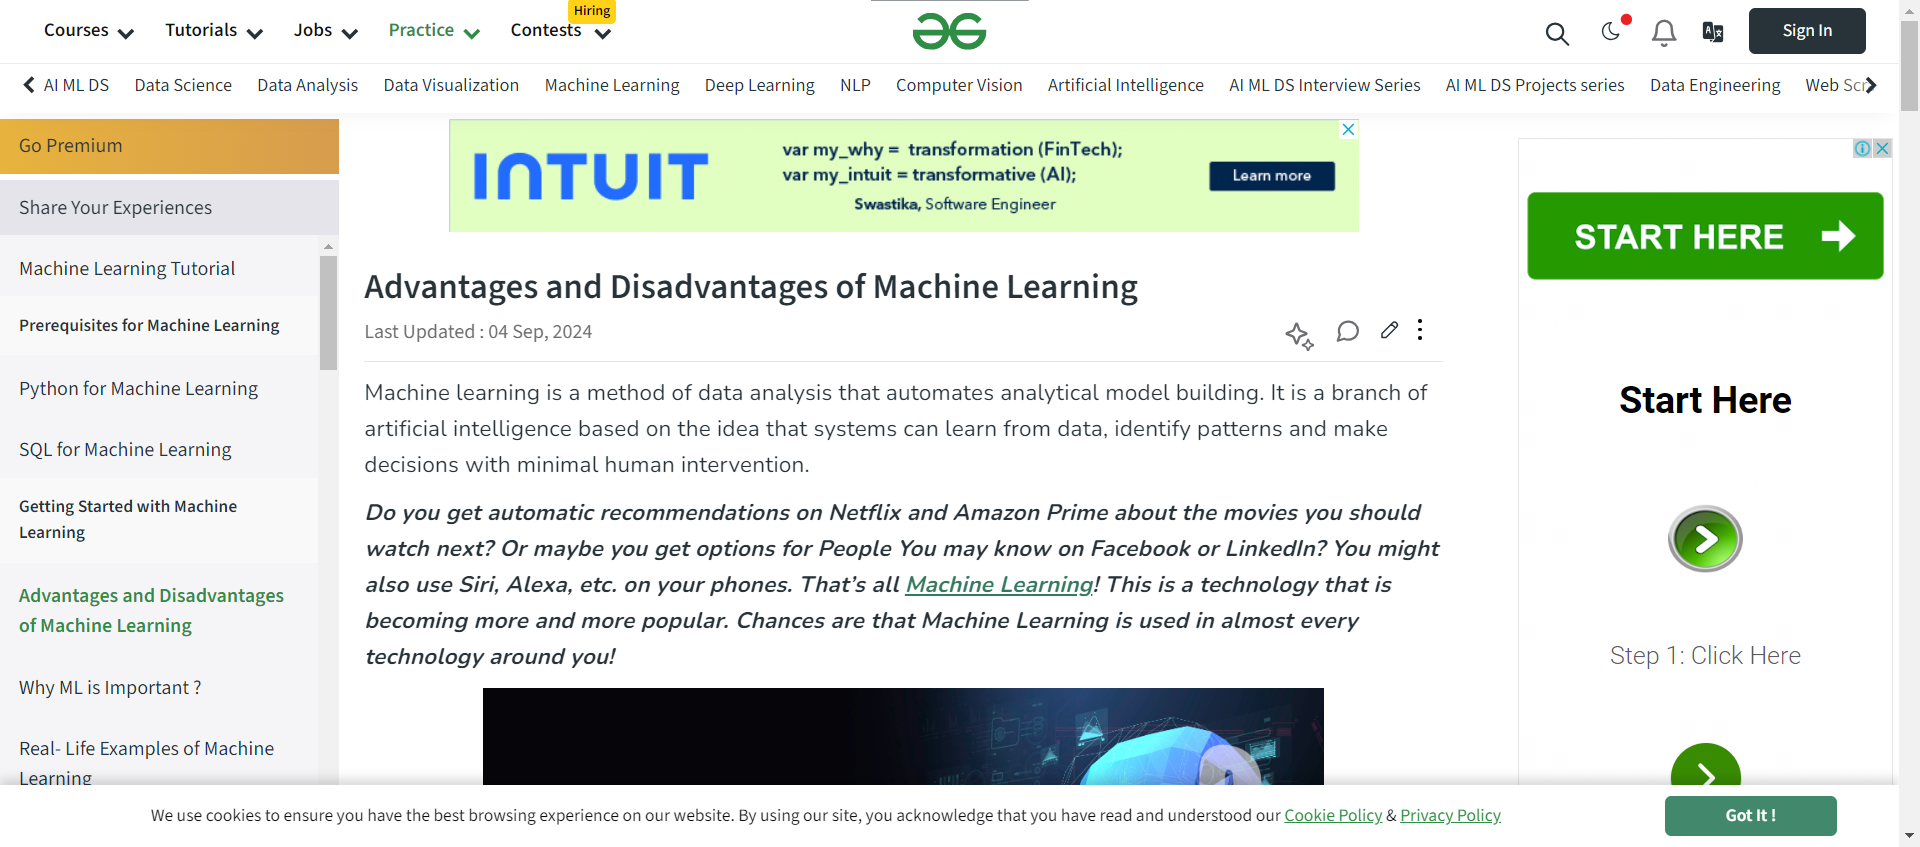 Hiring
Courses Tutorials Jobs Practice Contests
Sign In
AI ML DS Data Science Data Analysis Data Visualization Machine Learning Deep Learning NLP Computer Vision Artificial Intelligence AI ML DS Interview Series AI ML DS Projects series Data Engineering Web Scr
Go Premium
Share Your Experiences
Machine Learning Tutorial
Prerequisites for Machine Learning
Python for Machine Learning
SQL for Machine Learning
Getting Started with Machine
Learning
Advantages and Disadvantages
of Machine Learning
Why ML is Important ?
Real- Life Examples of Machine
Learning
INTUIT
var my_why = transformation (FinTech);
var my_intuit = transformative (AI);
Swastika, Software Engineer
Learn more
Advantages and Disadvantages of Machine Learning
Last Updated : 04 Sep, 2024
Machine learning is a method of data analysis that automates analytical model building. It is a branch of
artificial intelligence based on the idea that systems can learn from data, identify patterns and make
decisions with minimal human intervention.
Do you get automatic recommendations on Netflix and Amazon Prime about the movies you should
watch next? Or maybe you get options for People You may know on Facebook or LinkedIn? You might
also use Siri, Alexa, etc. on your phones. That’s all Machine Learning! This is a technology that is
becoming more and more popular. Chances are that Machine Learning is used in almost every
technology around you!
START HERE
Start Here
Step 1: Click Here
We use cookies to ensure you have the best browsing experience on our website. By using our site, you acknowledge that you have read and understood our Cookie Policy & Privacy Policy
Got It !